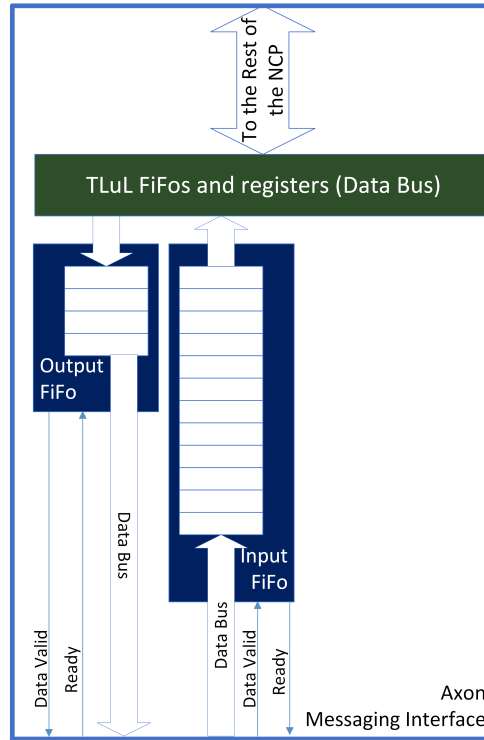 To the Rest of
the NCP
TLuL FiFos and registers (Data Bus)
Output
FiFo
Input
FiFo
Data Bus
Data Valid
Ready
Data Bus
Data Valid
Ready
Axon
Messaging Interface